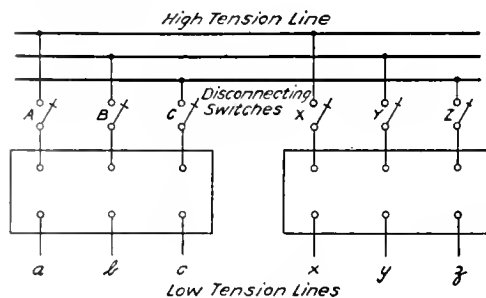 High Tension Line
Disconnecting
Switches
A B C X Y Z
a b c x y z
Low Tension Lines